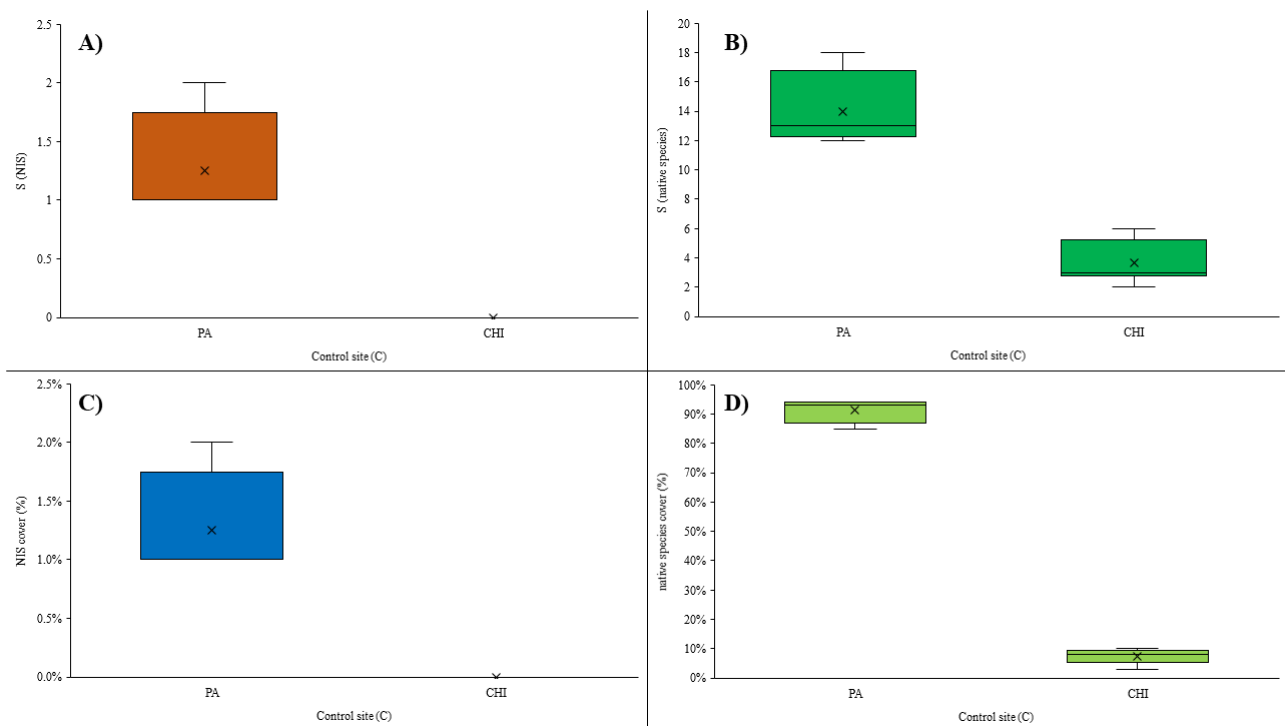 A)
2.5
2
1.5
1
0.5
0
S (NIS)
PA
CHI
Control site (C)
B)
20
18
16
14
12
10
8
6
4
2
0
S (native species)
PA
CHI
Control site (C)
C)
2.5%
2.0%
1.5%
1.0%
0.5%
0.0%
NIS cover (%)
PA
CHI
Control site (C)
D)
100%
90%
80%
70%
60%
50%
40%
30%
20%
10%
0%
native species cover (%)
PA
CHI
Control site (C)